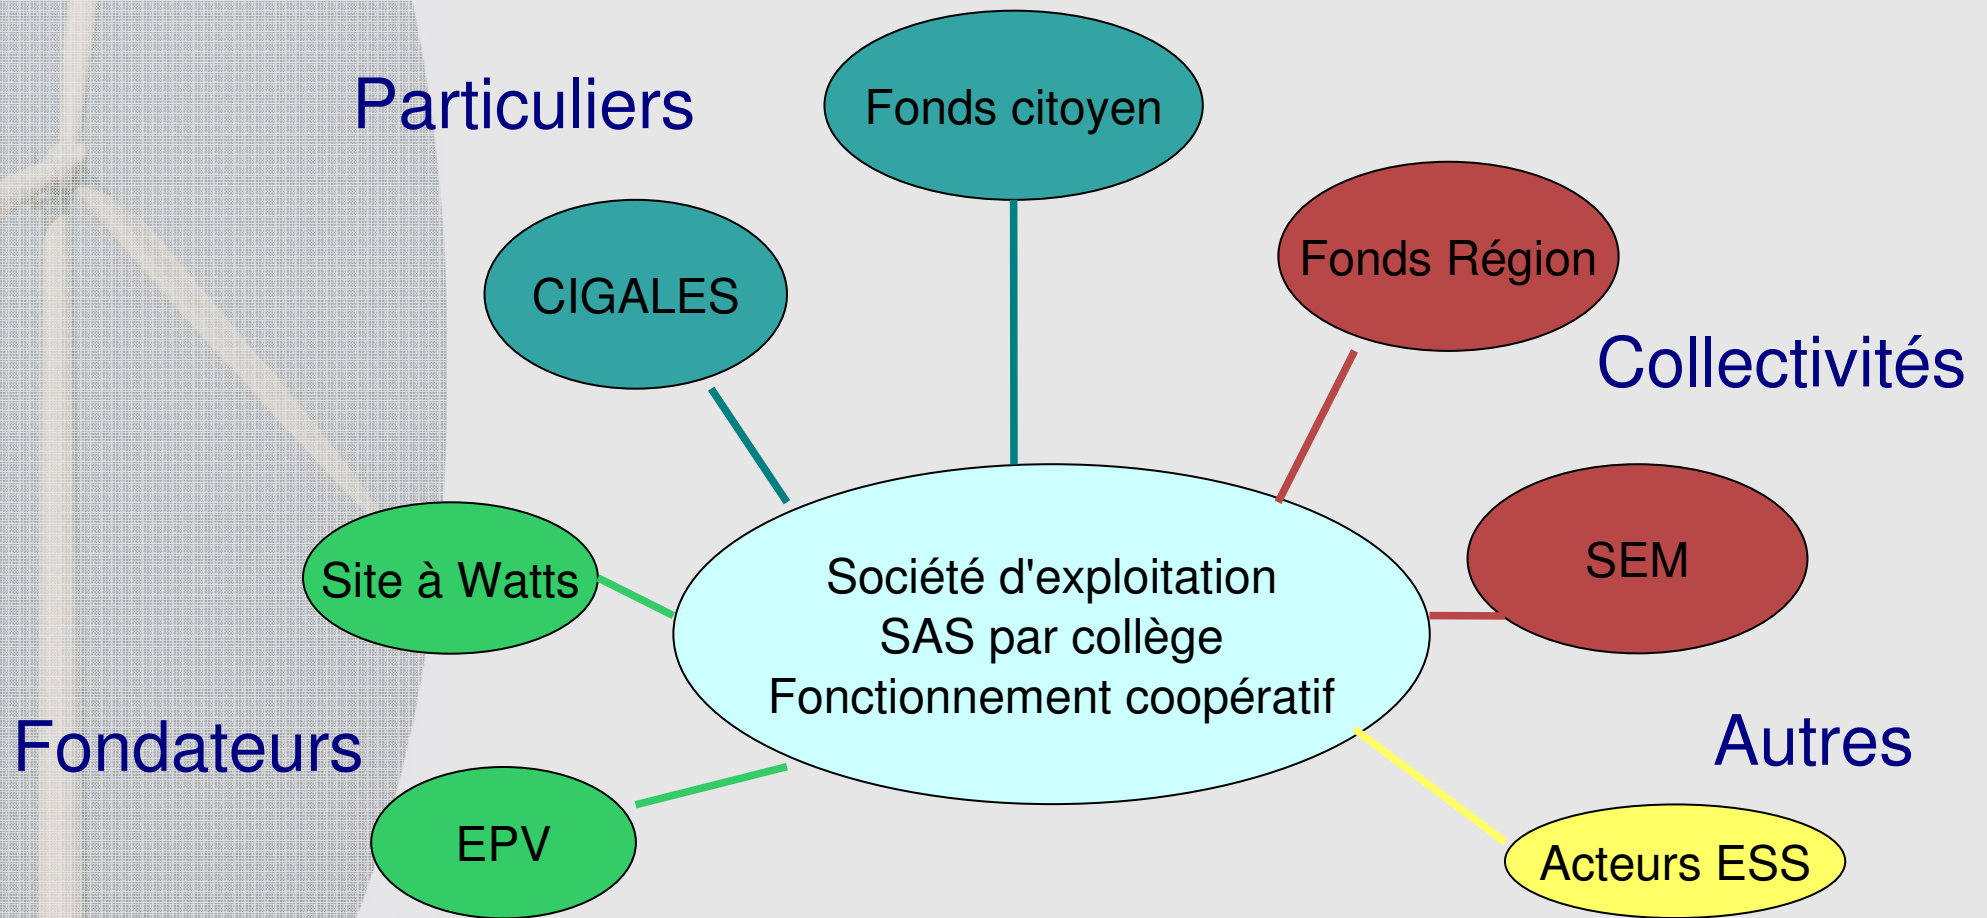 Particuliers
Fonds citoyen
CIGALES
Fonds Région
Collectivités
Site à Watts
Société d'exploitation
SAS par collège
Fonctionnement coopératif
SEM
Fondateurs
EPV
Autres
Acteurs ESS